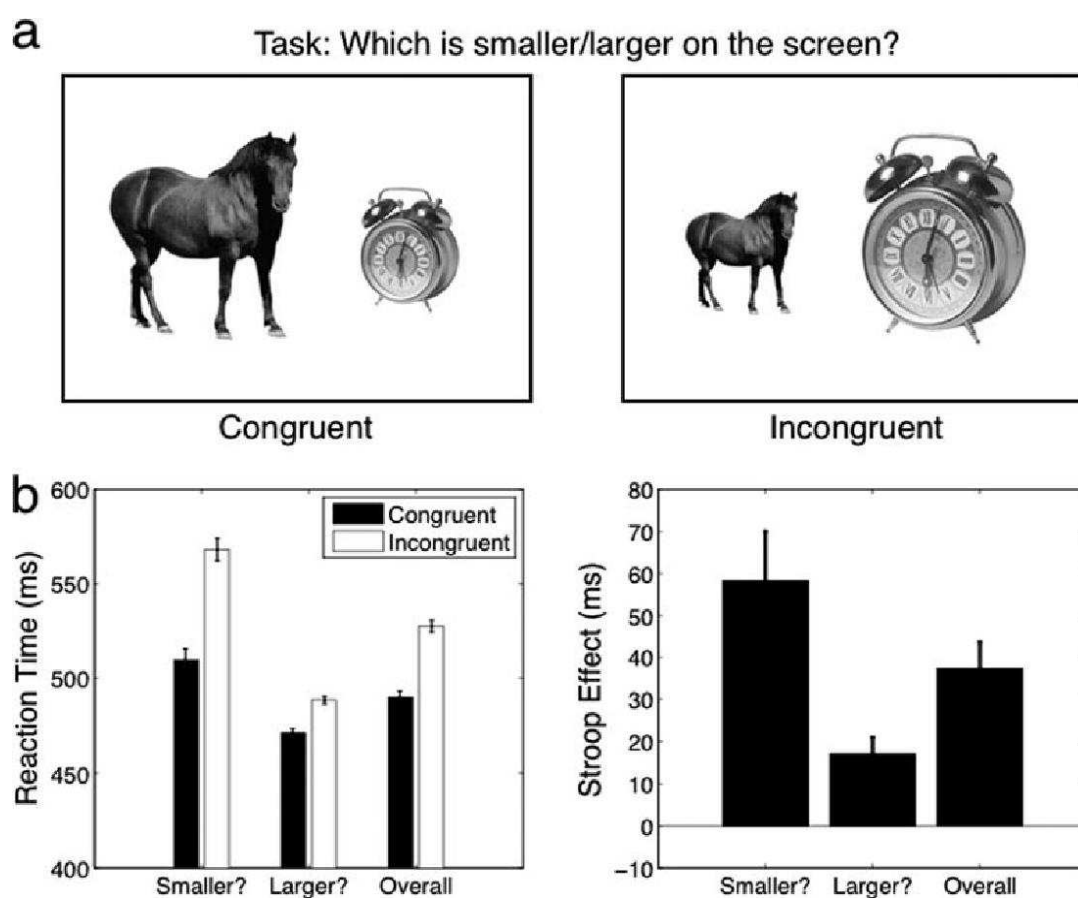 a
Task: Which is smaller/larger on the screen?
Congruent
Incongruent
b
Reaction Time (ms)
600
550
500
450
400
Congruent
Incongruent
Smaller?
Larger?
Overall
Stroop Effect (ms)
80
70
60
50
40
30
20
10
0
-10
Smaller?
Larger?
Overall